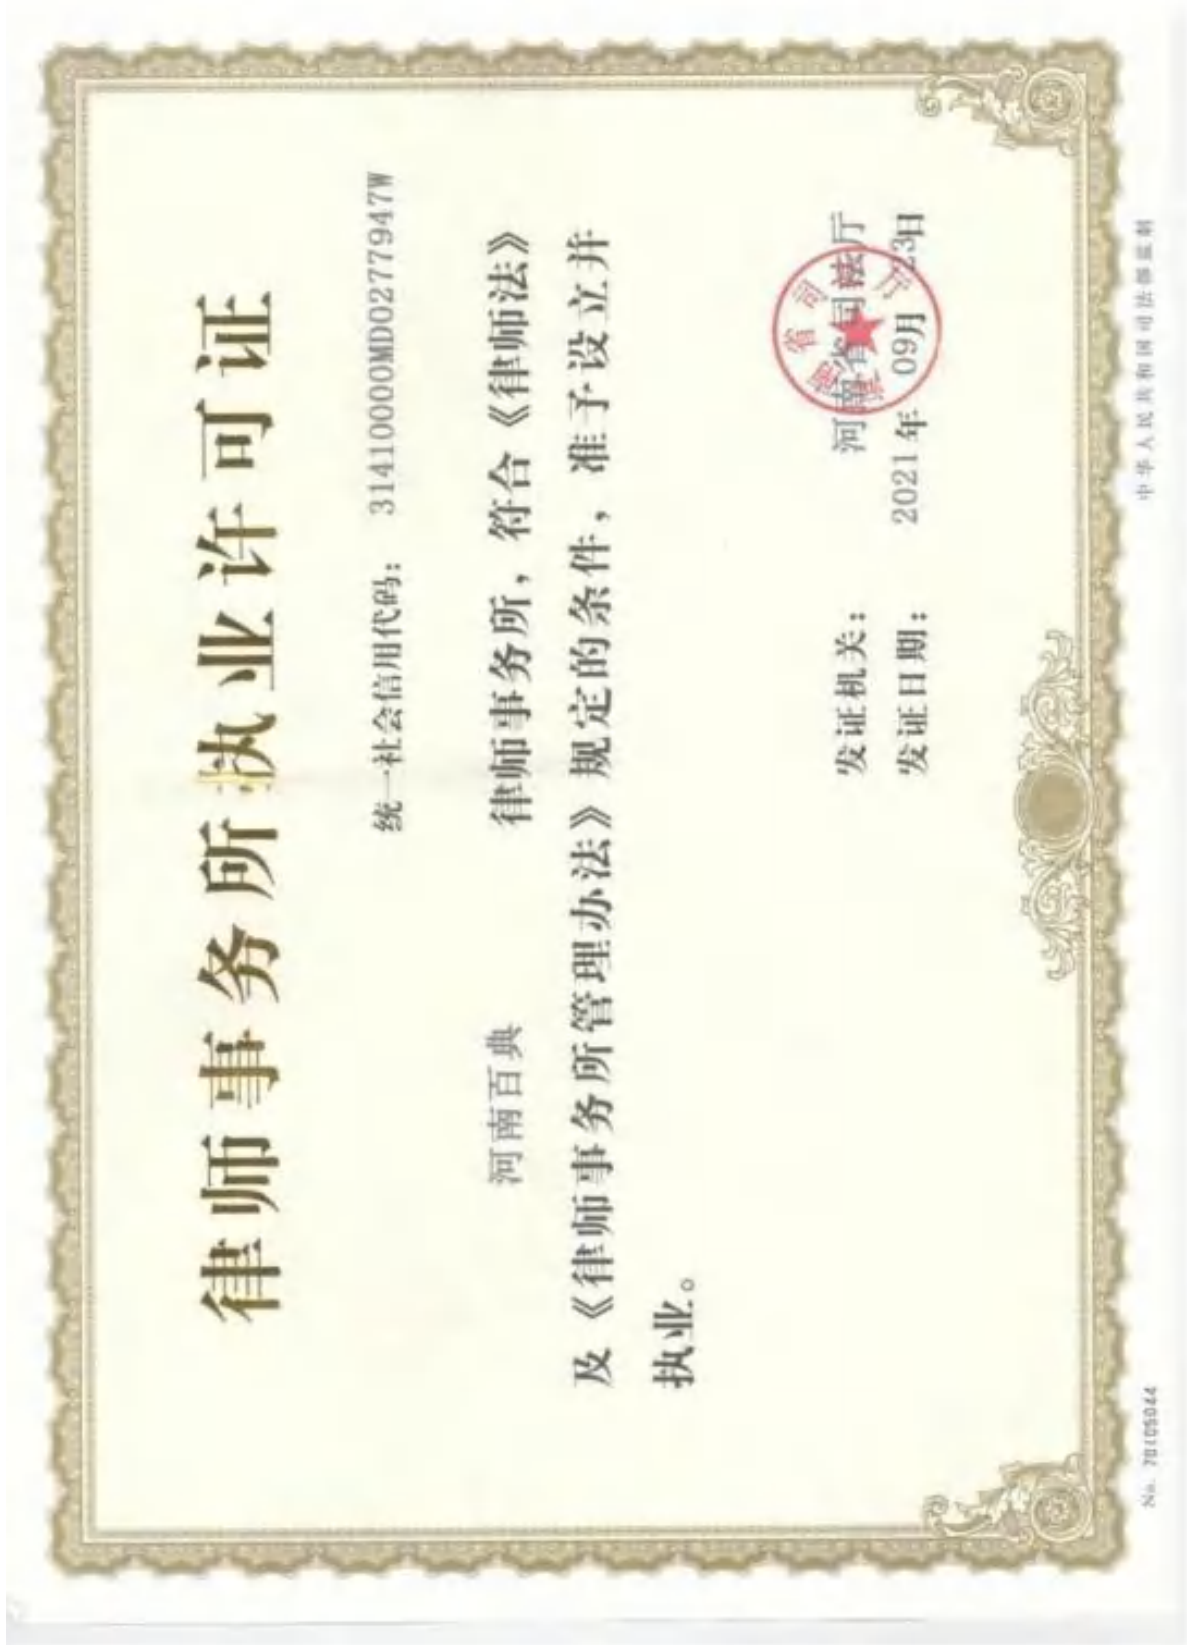 律师事务所执业许可证
统一社会信用代码： 31410000MD0277947W
河南百典 律师事务所，符合《律师法》
及《律师事务所管理办法》规定的条件，准予设立并
执业。
发证机关： 河南省司法厅
发证日期： 2021年 09月 23日
No. 70105044
中华人民共和国司法部监制